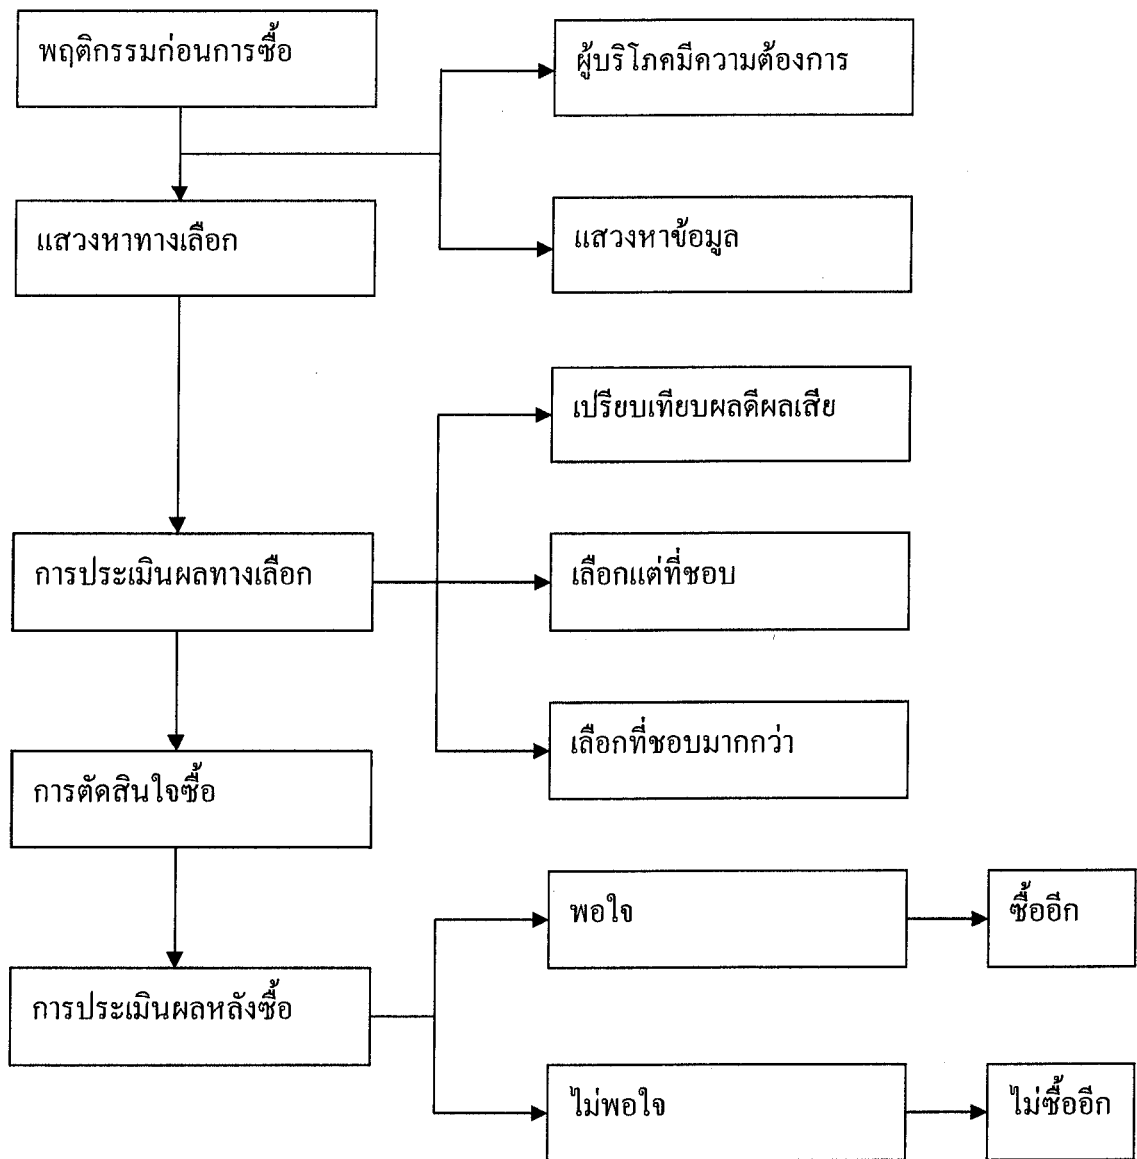 พฤติกรรมก่อนการซื้อ
ผู้บริโภคมีความต้องการ
แสวงหาทางเลือก
แสวงหาข้อมูล
เปรียบเทียบผลดีผลเสีย
การประเมินผลทางเลือก
เลือกแต่ที่ชอบ
เลือกที่ชอบมากกว่า
การตัดสินใจซื้อ
พอใจ
ซื้ออีก
การประเมินผลหลังซื้อ
ไม่พอใจ
ไม่ซื้ออีก